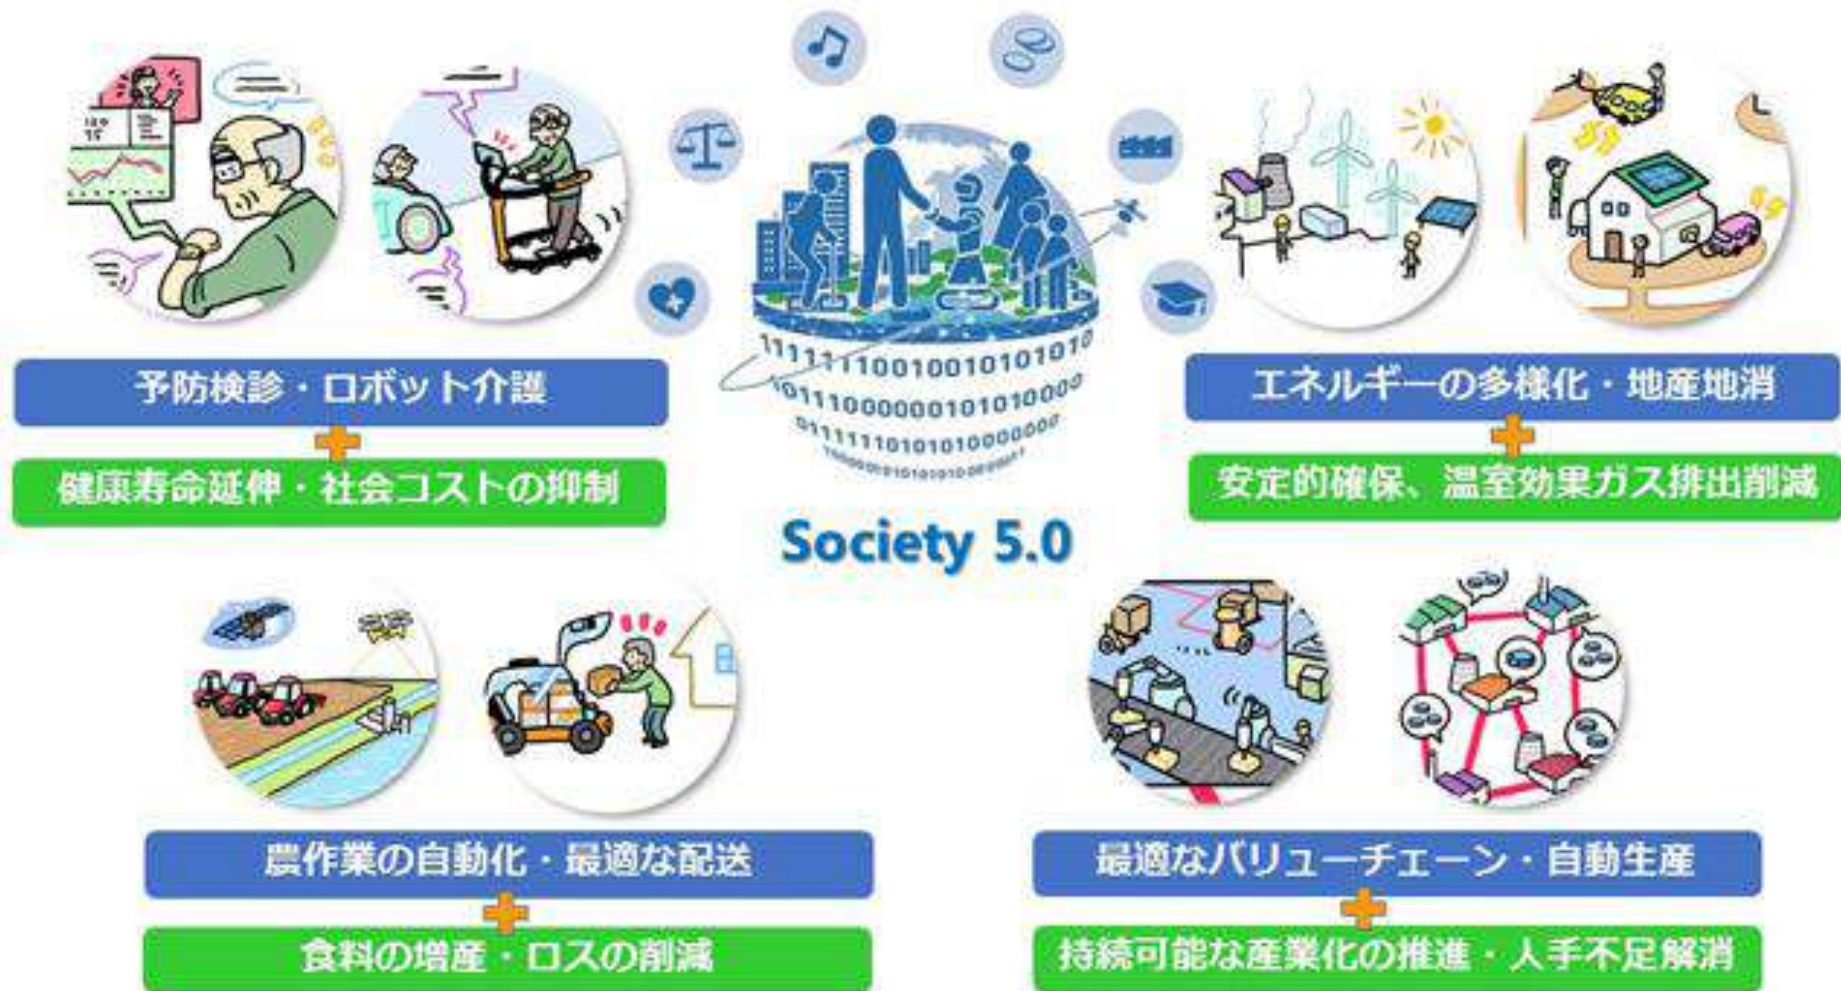 予防検診・ロボット介護
健康寿命延伸・社会コストの抑制
エネルギーの多様化・地産地消
安定的確保、温室効果ガス排出削減
Society 5.0
農作業の自動化・最適な配送
食料の増産・ロスの削減
最適なバリューチェーン・自動生産
持続可能な産業化の推進・人手不足解消